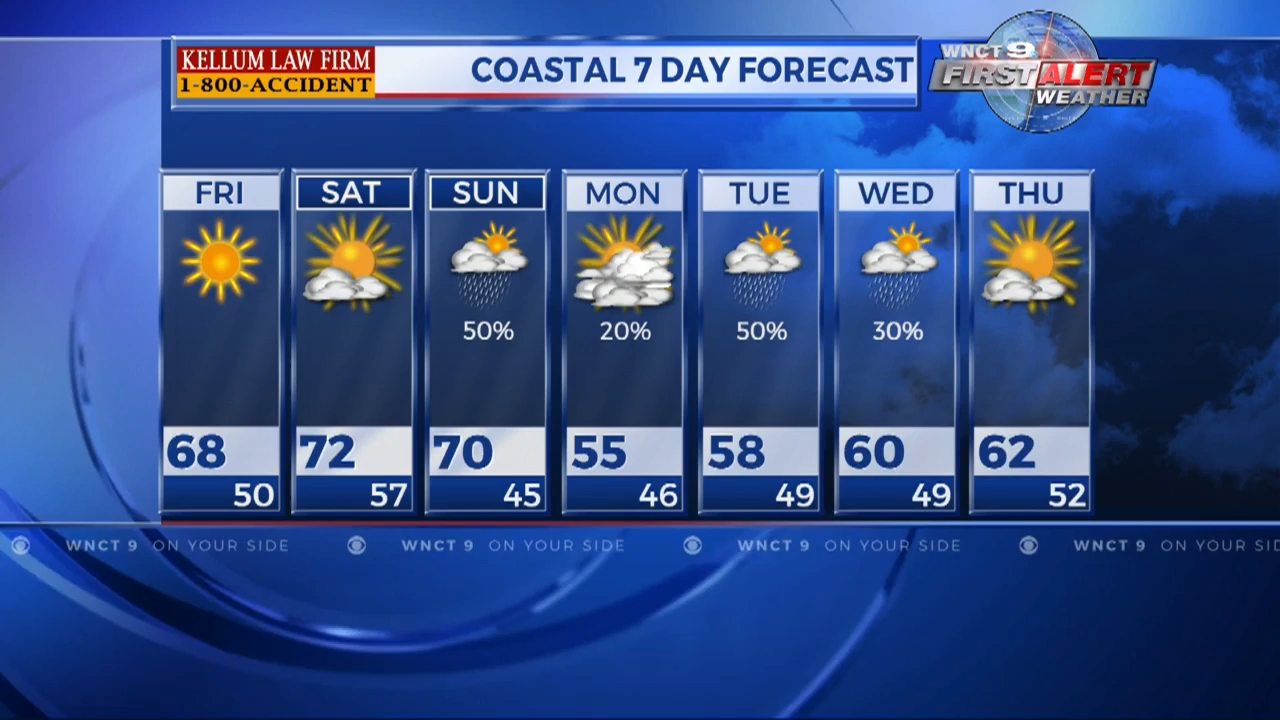 KELLUM LAW FIRM
1-800-ACCIDENT
COASTAL 7 DAY FORECAST
WNCT 9
FIRST ALERT
WEATHER
FRI SAT SUN MON TUE WED THU
50% 20% 50% 30%
68 72 70 55 58 60 62
50 57 45 46 49 49 52
WNCT 9 ON YOUR SIDE WNCT 9 ON YOUR SIDE WNCT 9 ON YOUR SIDE WNCT 9 ON YOUR SID